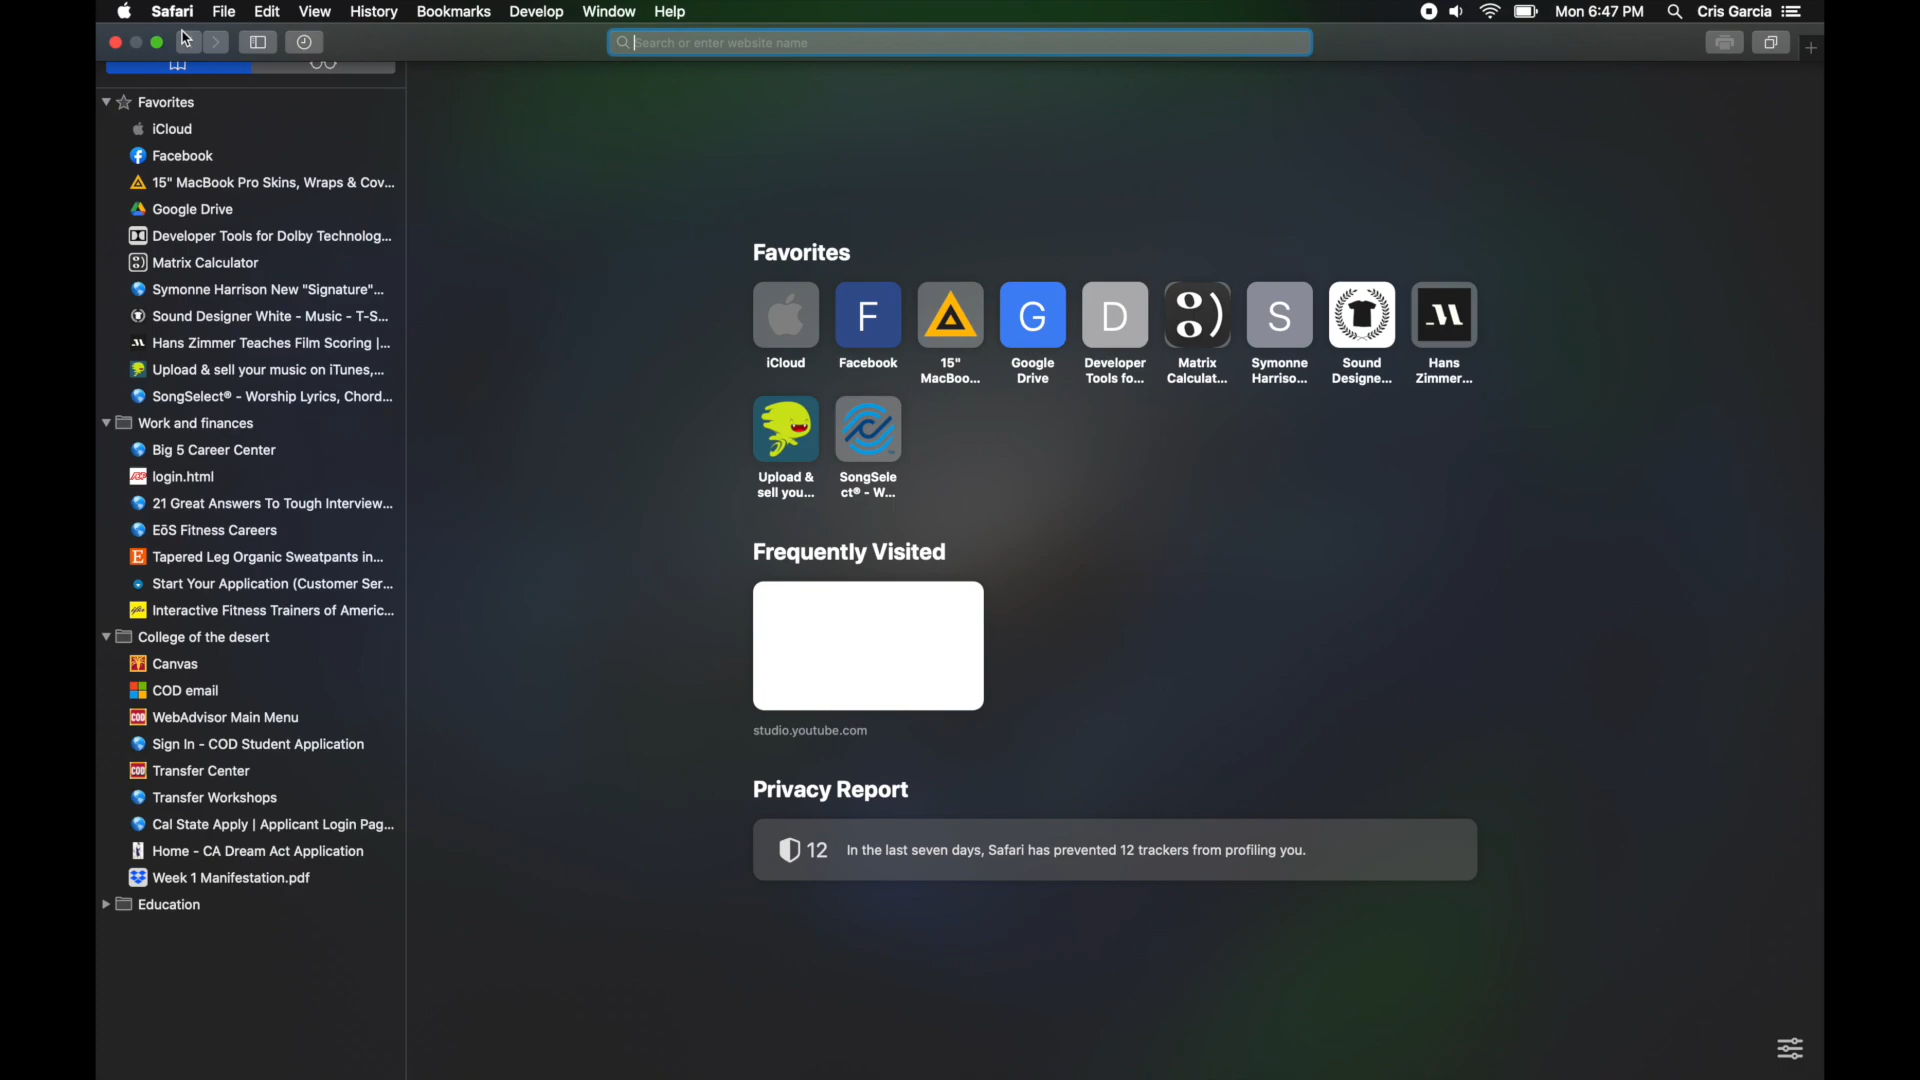 Safari File Edit View History Bookmarks Develop Window Help Mon 6:47 PM Cris Garcia
Search or enter website name
Favorites
iCloud
Facebook
15" MacBook Pro Skins, Wraps & Cov...
Google Drive
Developer Tools for Dolby Technolog...
Matrix Calculator
Symonne Harrison New "Signature"...
Sound Designer White - Music - T-S...
Hans Zimmer Teaches Film Scoring |...
Upload & sell your music on iTunes,...
SongSelect® - Worship Lyrics, Chord...
Work and finances
Big 5 Career Center
login.html
21 Great Answers To Tough Interview...
EōS Fitness Careers
Tapered Leg Organic Sweatpants in...
Start Your Application (Customer Ser...
Interactive Fitness Trainers of Americ...
College of the desert
Canvas
COD email
WebAdvisor Main Menu
Sign In - COD Student Application
Transfer Center
Transfer Workshops
Cal State Apply | Applicant Login Pag...
Home - CA Dream Act Application
Week 1 Manifestation.pdf
Education
Favorites
F G D 8) S
iCloud Facebook 15" Google Developer Matrix Symonne Sound Hans
MacBoo... Drive Tools fo... Calculat... Harriso... Designe... Zimmer...
Upload & SongSele
sell you... ct® - W...
Frequently Visited
studio.youtube.com
Privacy Report
12 In the last seven days, Safari has prevented 12 trackers from profiling you.